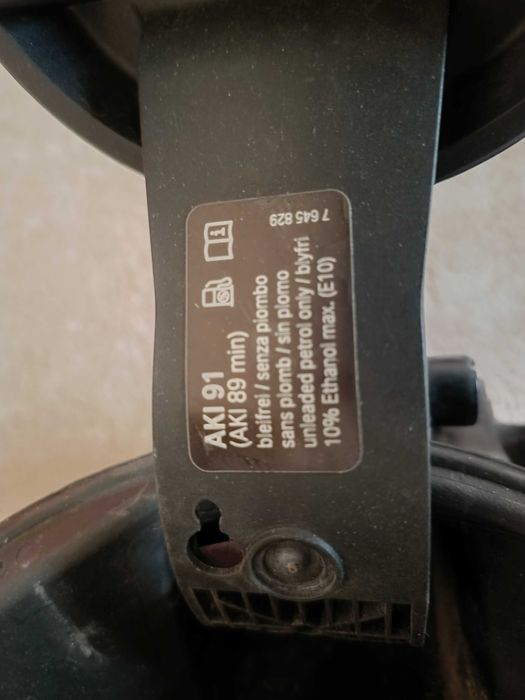 AKI 91
(AKI 89 min)
bleifrei / senza piombo
sans plomb / sin plomo
unleaded petrol only / blyfri
10% Ethanol max. (E10)
7 645 829